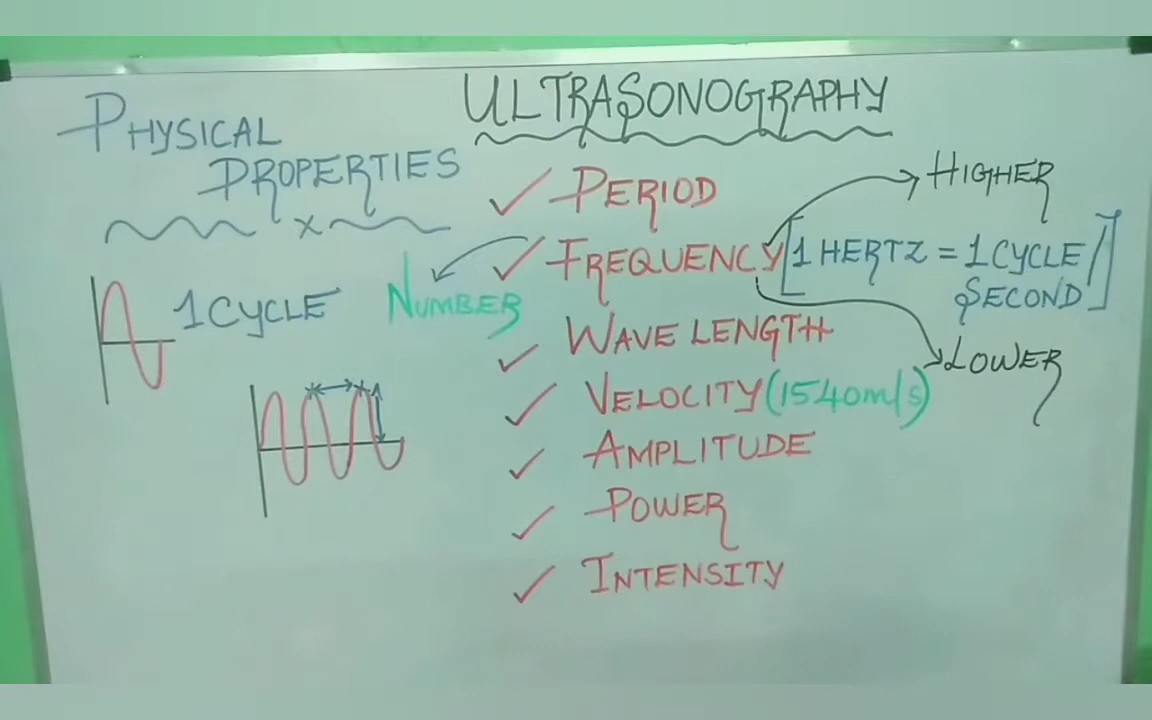 ULTRASONOGRAPHY
PHYSICAL
PROPERTIES
PERIOD
HIGHER
FREQUENCY [1 HERTZ = 1 CYCLE/
SECOND]
NUMBER
1 CYCLE
WAVE LENGTH
LOWER
VELOCITY (1540m/s)
AMPLITUDE
POWER
INTENSITY